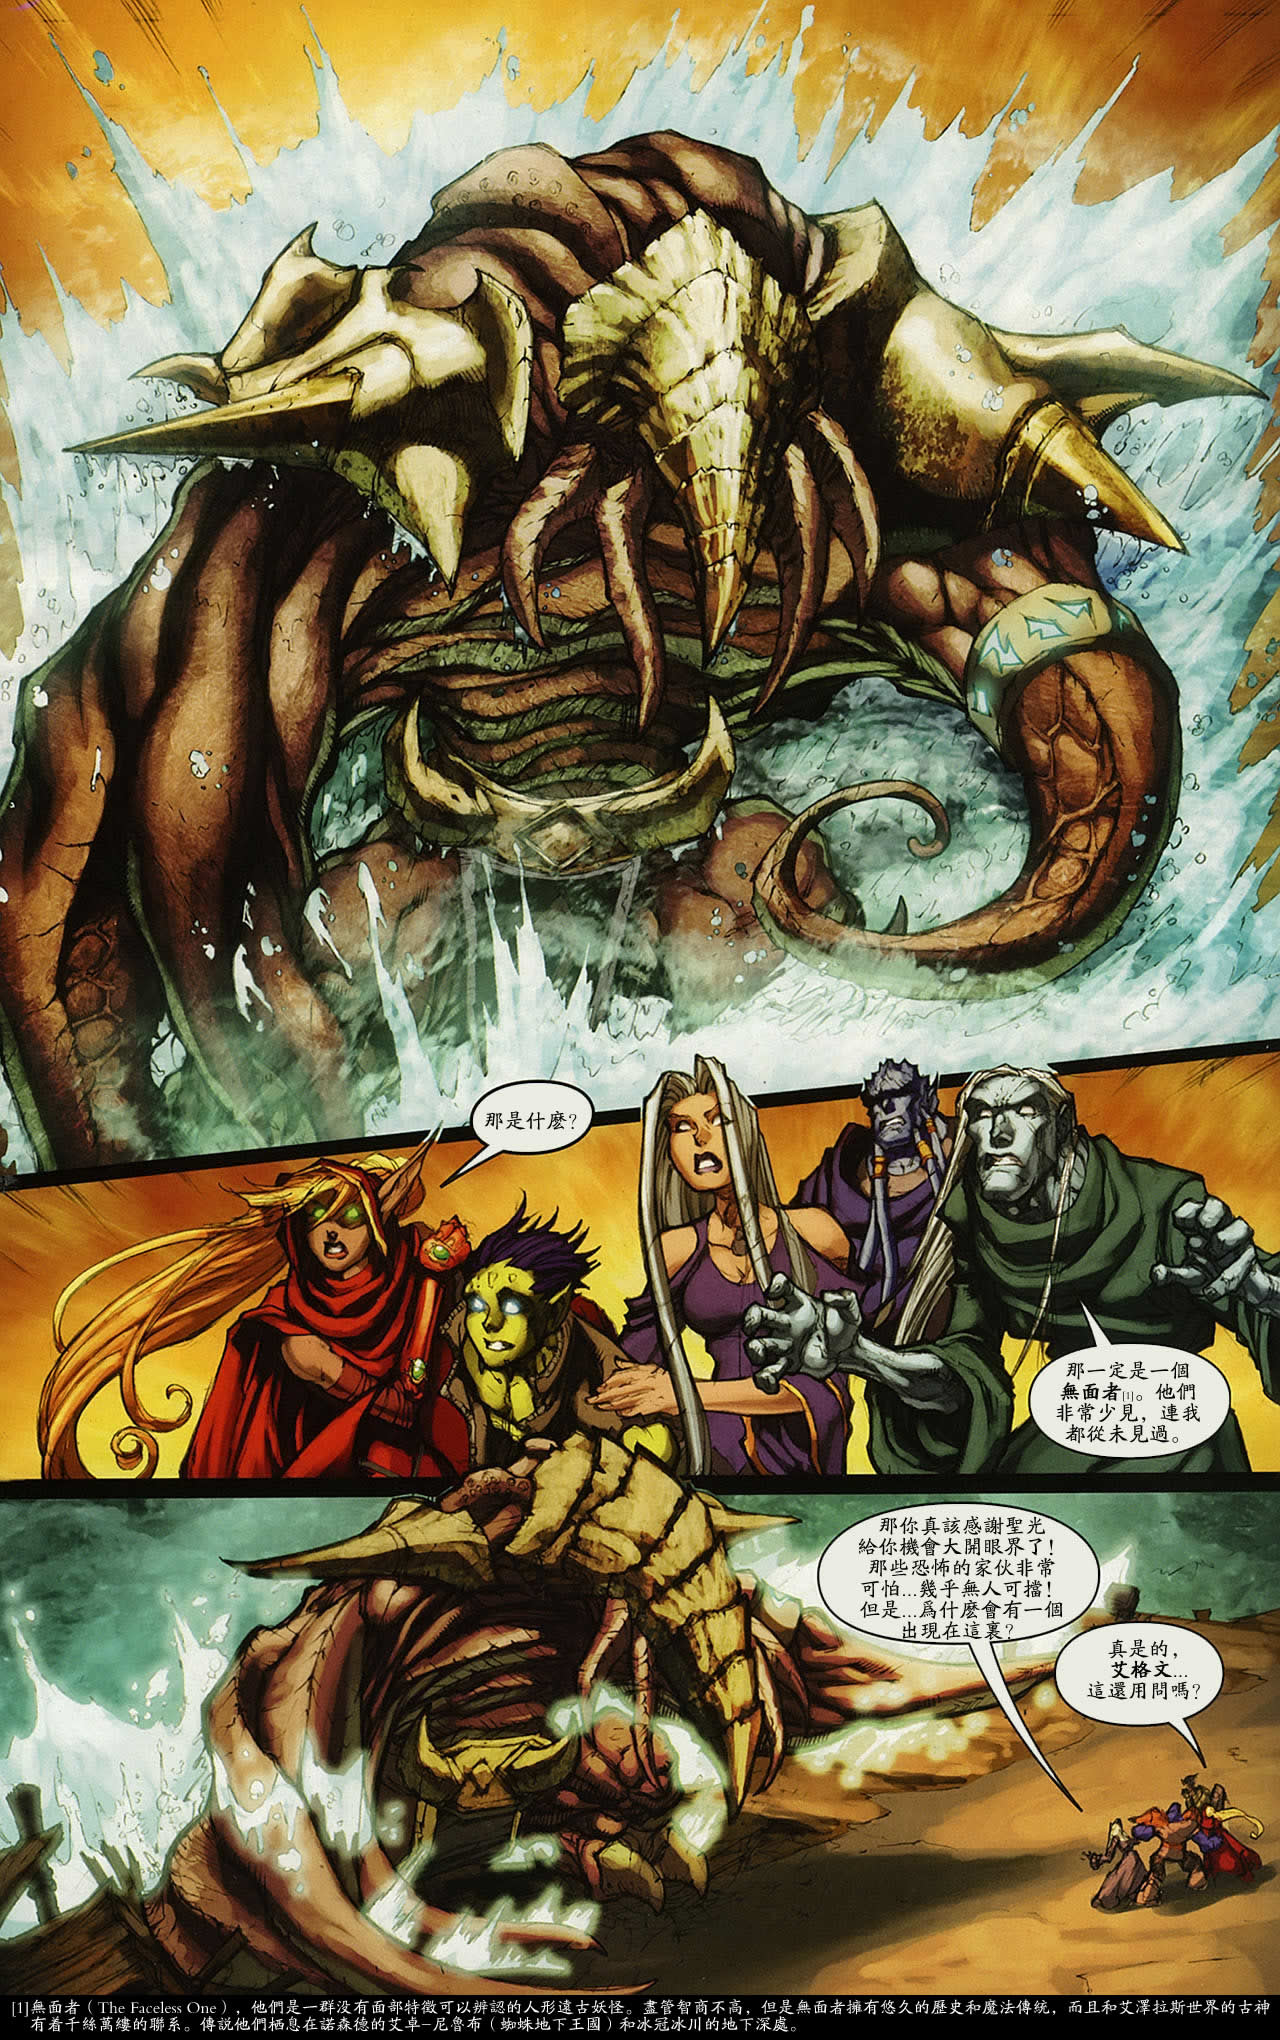 那是什麽?
那一定是一個
無面者[1]。他們
非常少見，連我
都從未見過。
那你真該感謝聖光
給你機會大開眼界了!
那些恐怖的家伙非常
可怕...幾乎無人可擋!
但是...爲什麽會有一個
出現在這裏?
真是的，
艾格文...
這還用問嗎?
[1]無面者（The Faceless One），他們是一群没有面部特徵可以辨認的人形遠古妖怪。盡管智商不高，但是無面者擁有悠久的歷史和魔法傳統，而且和艾澤拉斯世界的古神
有着千絲萬縷的聯系。傳説他們栖息在諾森德的艾卓–尼魯布（蜘蛛地下王國）和冰冠冰川的地下深處。